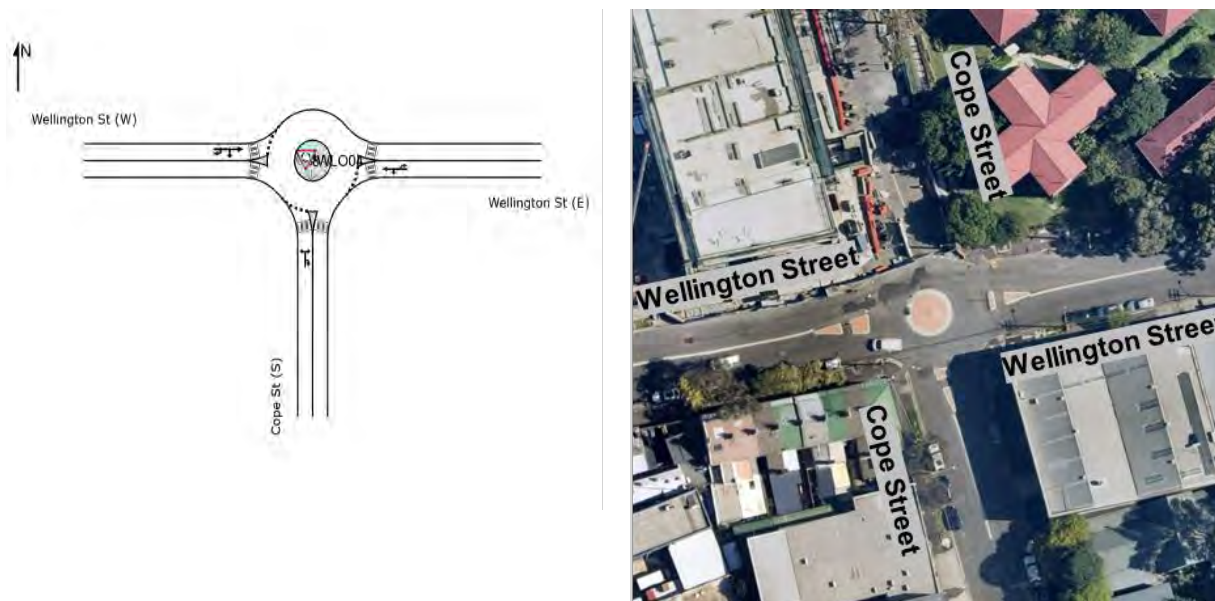 N
Wellington St (W)
Wellington St (E)
Cope St (S)
Cope Street
Wellington Street
Wellington Street
Cope Street